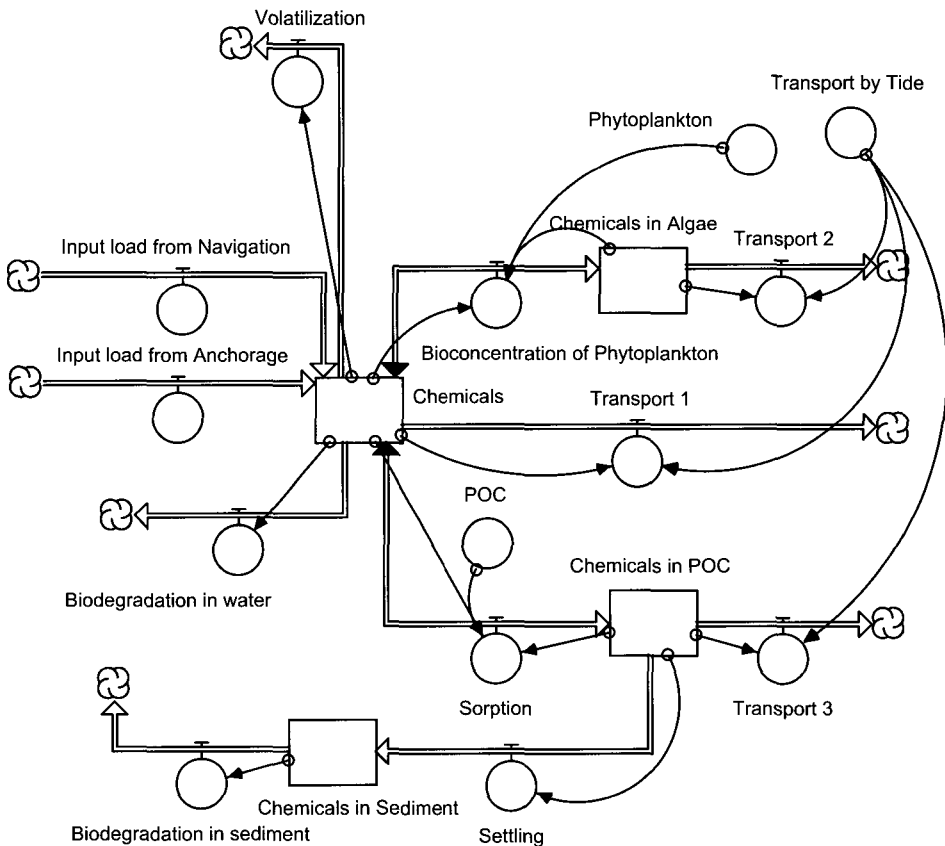 Volatilization
Transport by Tide
Phytoplankton
Chemicals in Algae
Transport 2
Input load from Navigation
Input load from Anchorage
Bioconcentration of Phytoplankton
Chemicals
Transport 1
POC
Chemicals in POC
Biodegradation in water
Sorption
Transport 3
Chemicals in Sediment
Biodegradation in sediment
Settling